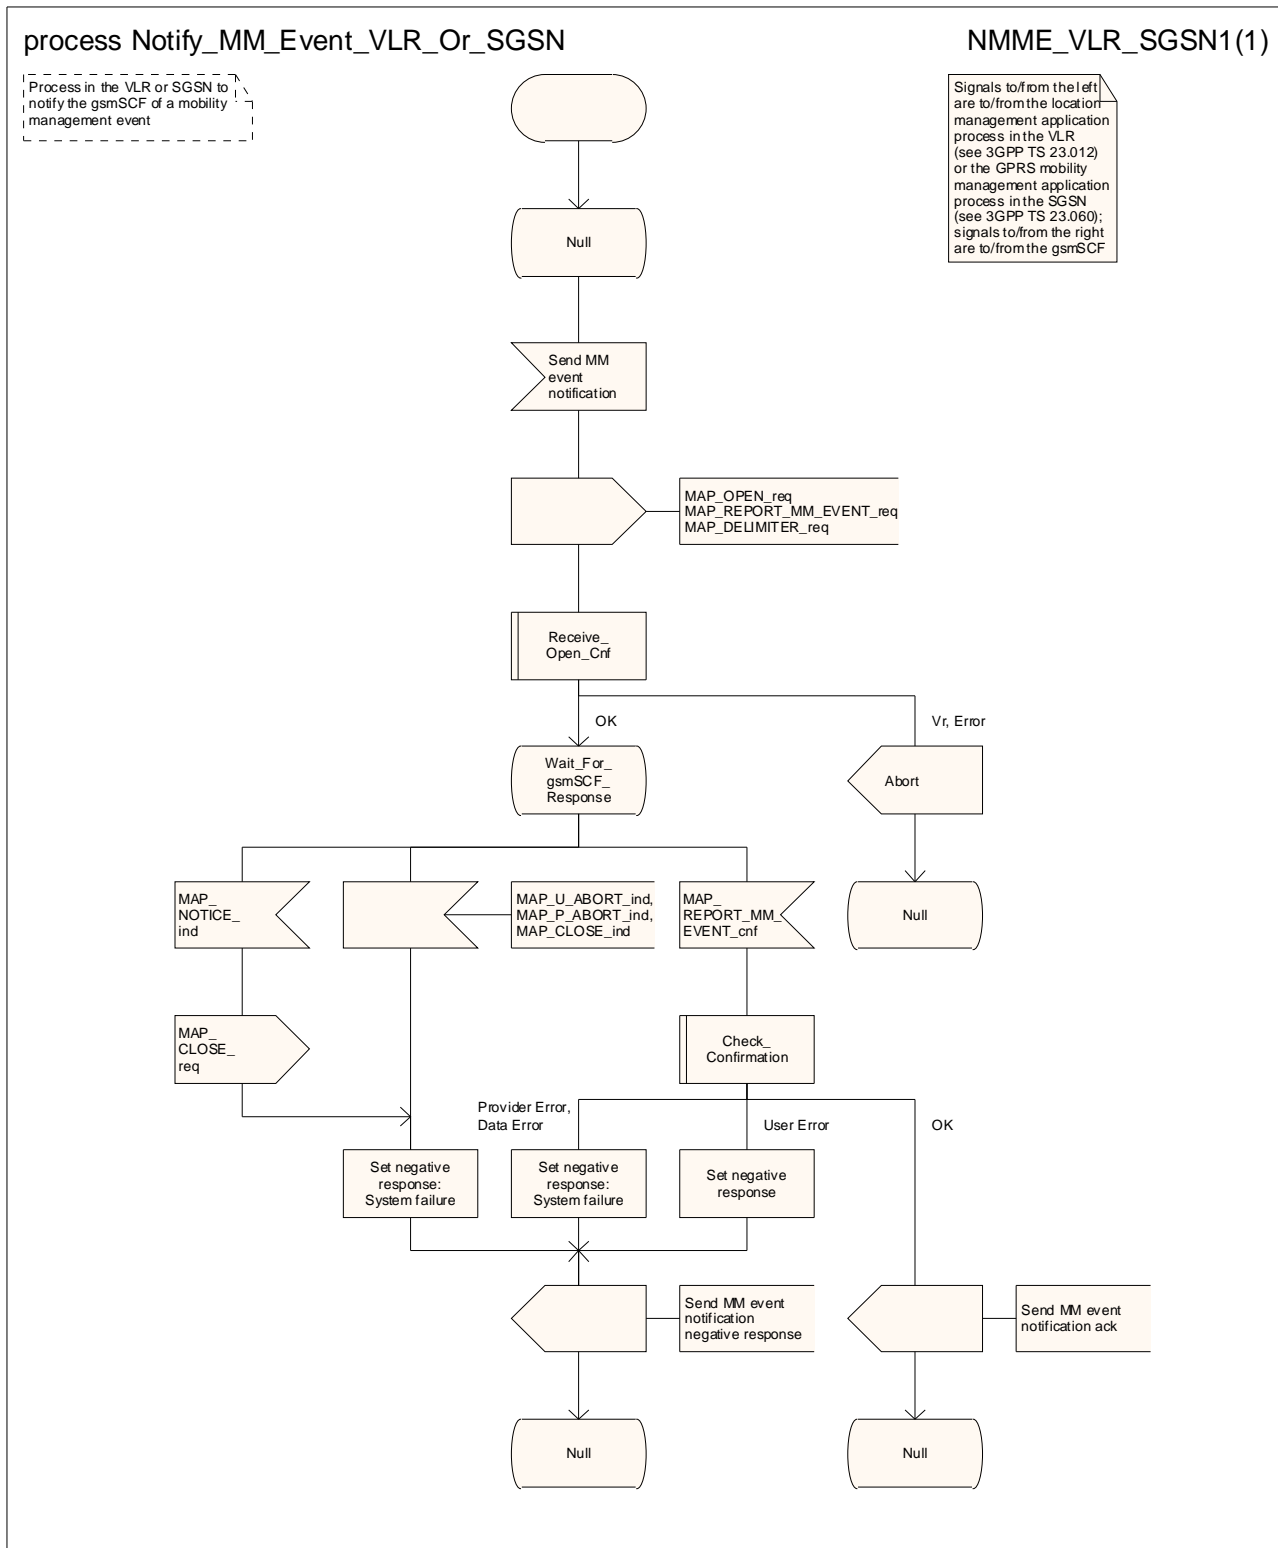 process Notify_MM_Event_VLR_Or_SGSN
NMME_VLR_SGSN1(1)
Process in the VLR or SGSN to
notify the gsmSCF of a mobility
management event
Signals to/from the left
are to/from the location
management application
process in the VLR
(see 3GPP TS 23.012)
or the GPRS mobility
management application
process in the SGSN
(see 3GPP TS 23.060);
signals to/from the right
are to/from the gsmSCF
Null
Send MM
event
notification
MAP_OPEN_req
MAP_REPORT_MM_EVENT_req
MAP_DELIMITER_req
Receive_
Open_Cnf
OK
Vr, Error
Wait_For_
gsmSCF_
Response
Abort
MAP_
NOTICE_
ind
MAP_U_ABORT_ind,
MAP_P_ABORT_ind,
MAP_CLOSE_ind
MAP_
REPORT_MM_
EVENT_cnf
Null
MAP_
CLOSE_
req
Check_
Confirmation
Provider Error,
Data Error
User Error
OK
Set negative
response:
System failure
Set negative
response:
System failure
Set negative
response
Send MM event
notification
negative response
Send MM event
notification ack
Null
Null